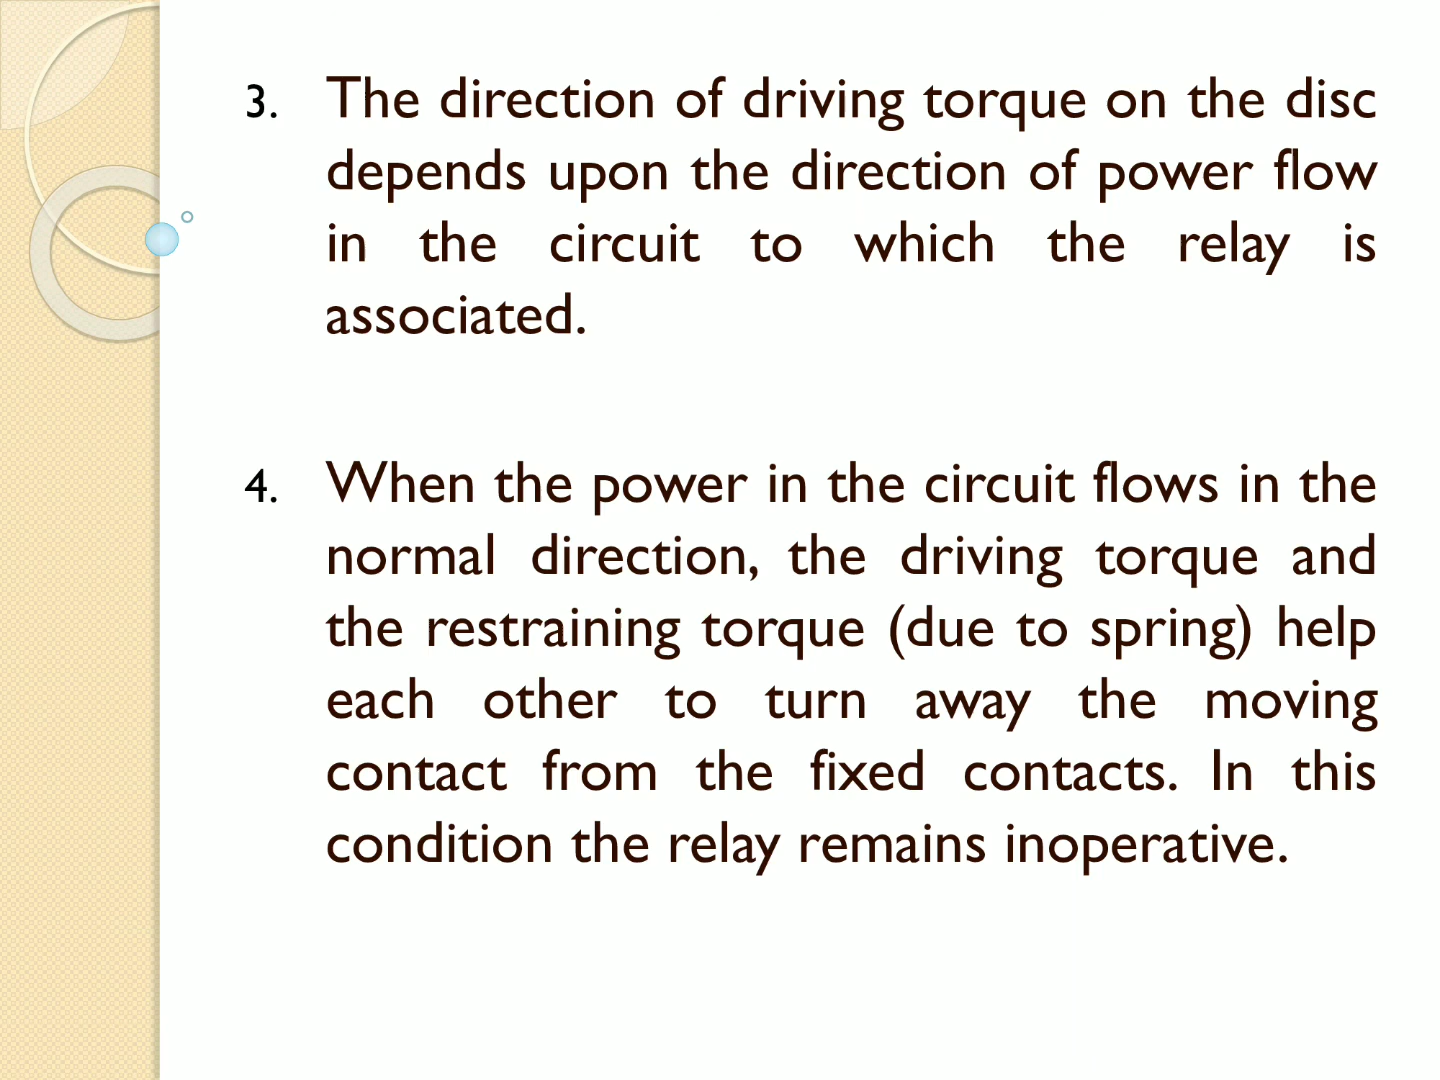 3. The direction of driving torque on the disc
depends upon the direction of power flow
in the circuit to which the relay is
associated.
4. When the power in the circuit flows in the
normal direction, the driving torque and
the restraining torque (due to spring) help
each other to turn away the moving
contact from the fixed contacts. In this
condition the relay remains inoperative.